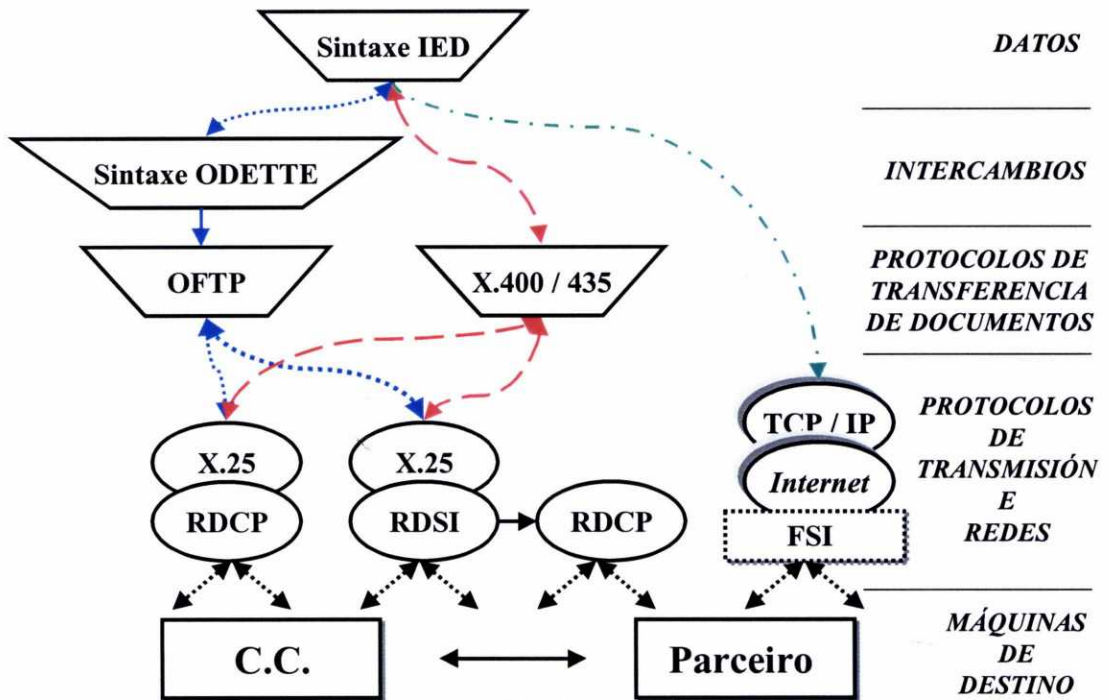 Sintaxe IED
DATOS
Sintaxe ODETTE
INTERCAMBIOS
OFTP
X.400 / 435
PROTOCOLOS DE
TRANSFERENCIA
DE DOCUMENTOS
X.25
X.25
TCP / IP
Internet
RDCP
RDSI
RDCP
FSI
PROTOCOLOS
DE
TRANSMISIÓN
E
REDES
C.C.
Parceiro
MÁQUINAS
DE
DESTINO